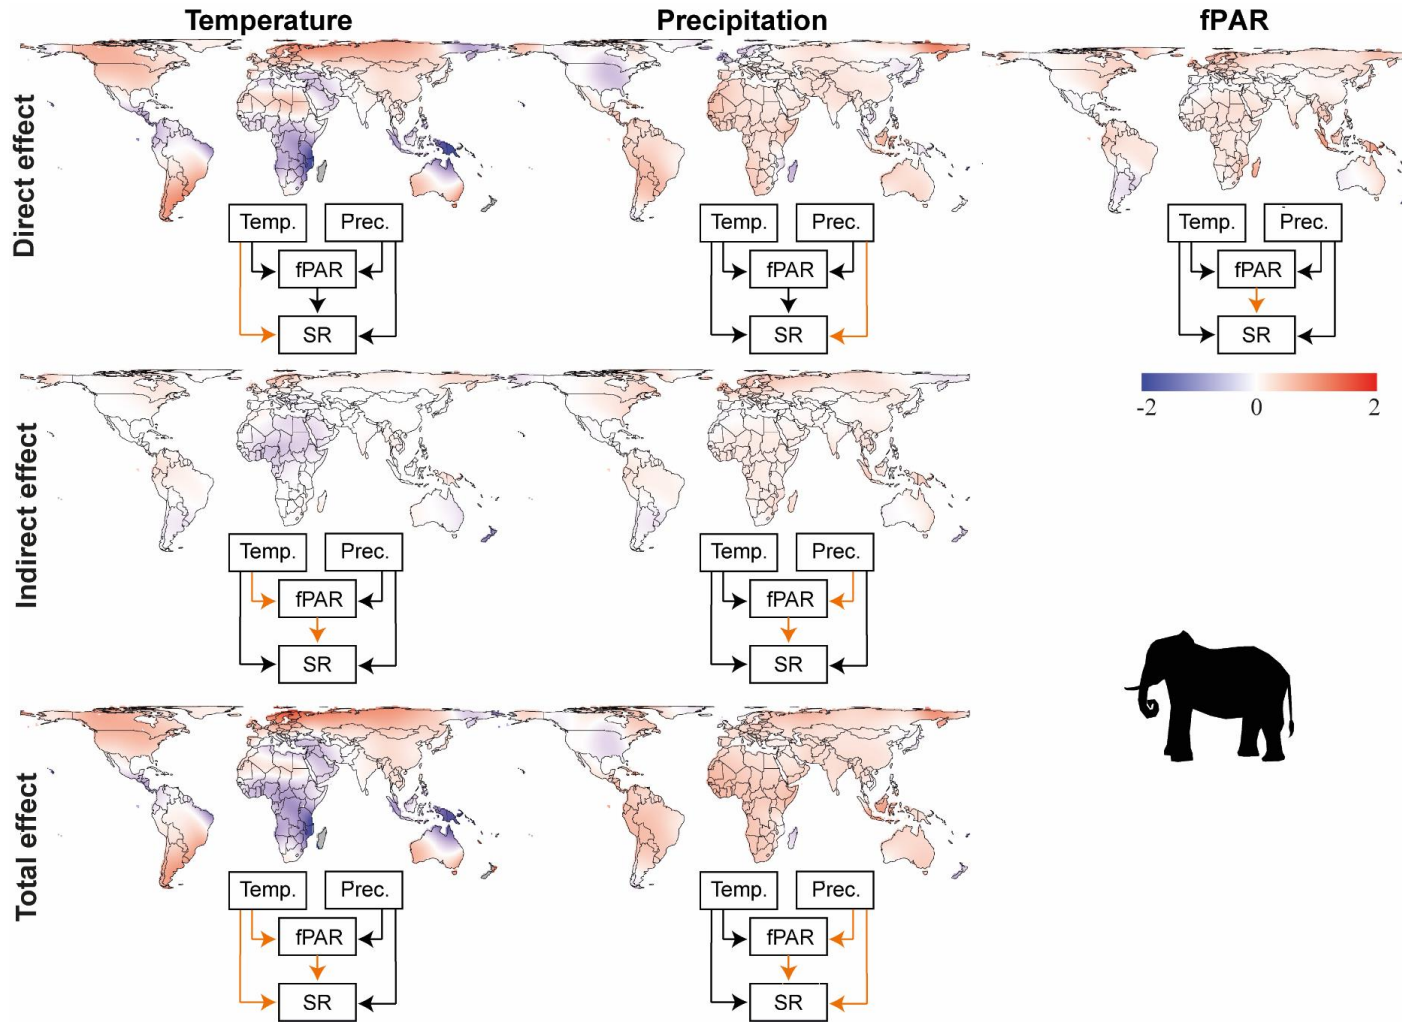 Temperature Precipitation fPAR
Direct effect
Temp. Prec. Temp. Prec. Temp. Prec.
fPAR fPAR fPAR
SR SR SR
-2 0 2
Indirect effect
Temp. Prec. Temp. Prec.
fPAR fPAR
SR SR
Total effect
Temp. Prec. Temp. Prec.
fPAR fPAR
SR SR